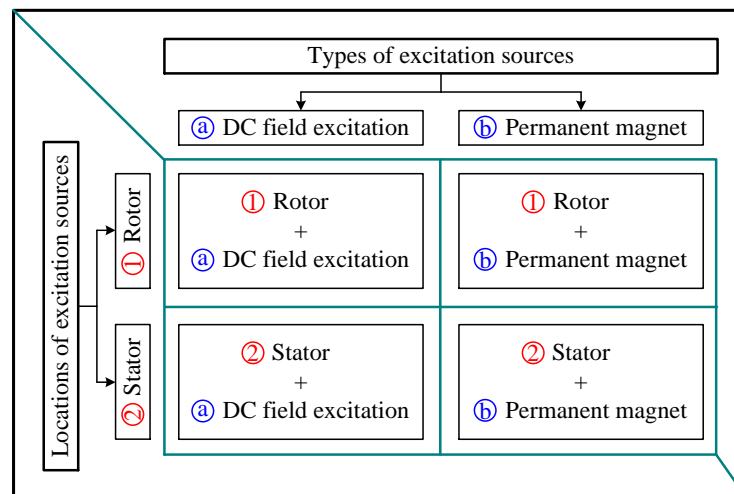 Types of excitation sources
ⓐ DC field excitation
ⓑ Permanent magnet
Locations of excitation sources
① Rotor
② Stator
① Rotor
+
ⓐ DC field excitation
① Rotor
+
ⓑ Permanent magnet
② Stator
+
ⓐ DC field excitation
② Stator
+
ⓑ Permanent magnet